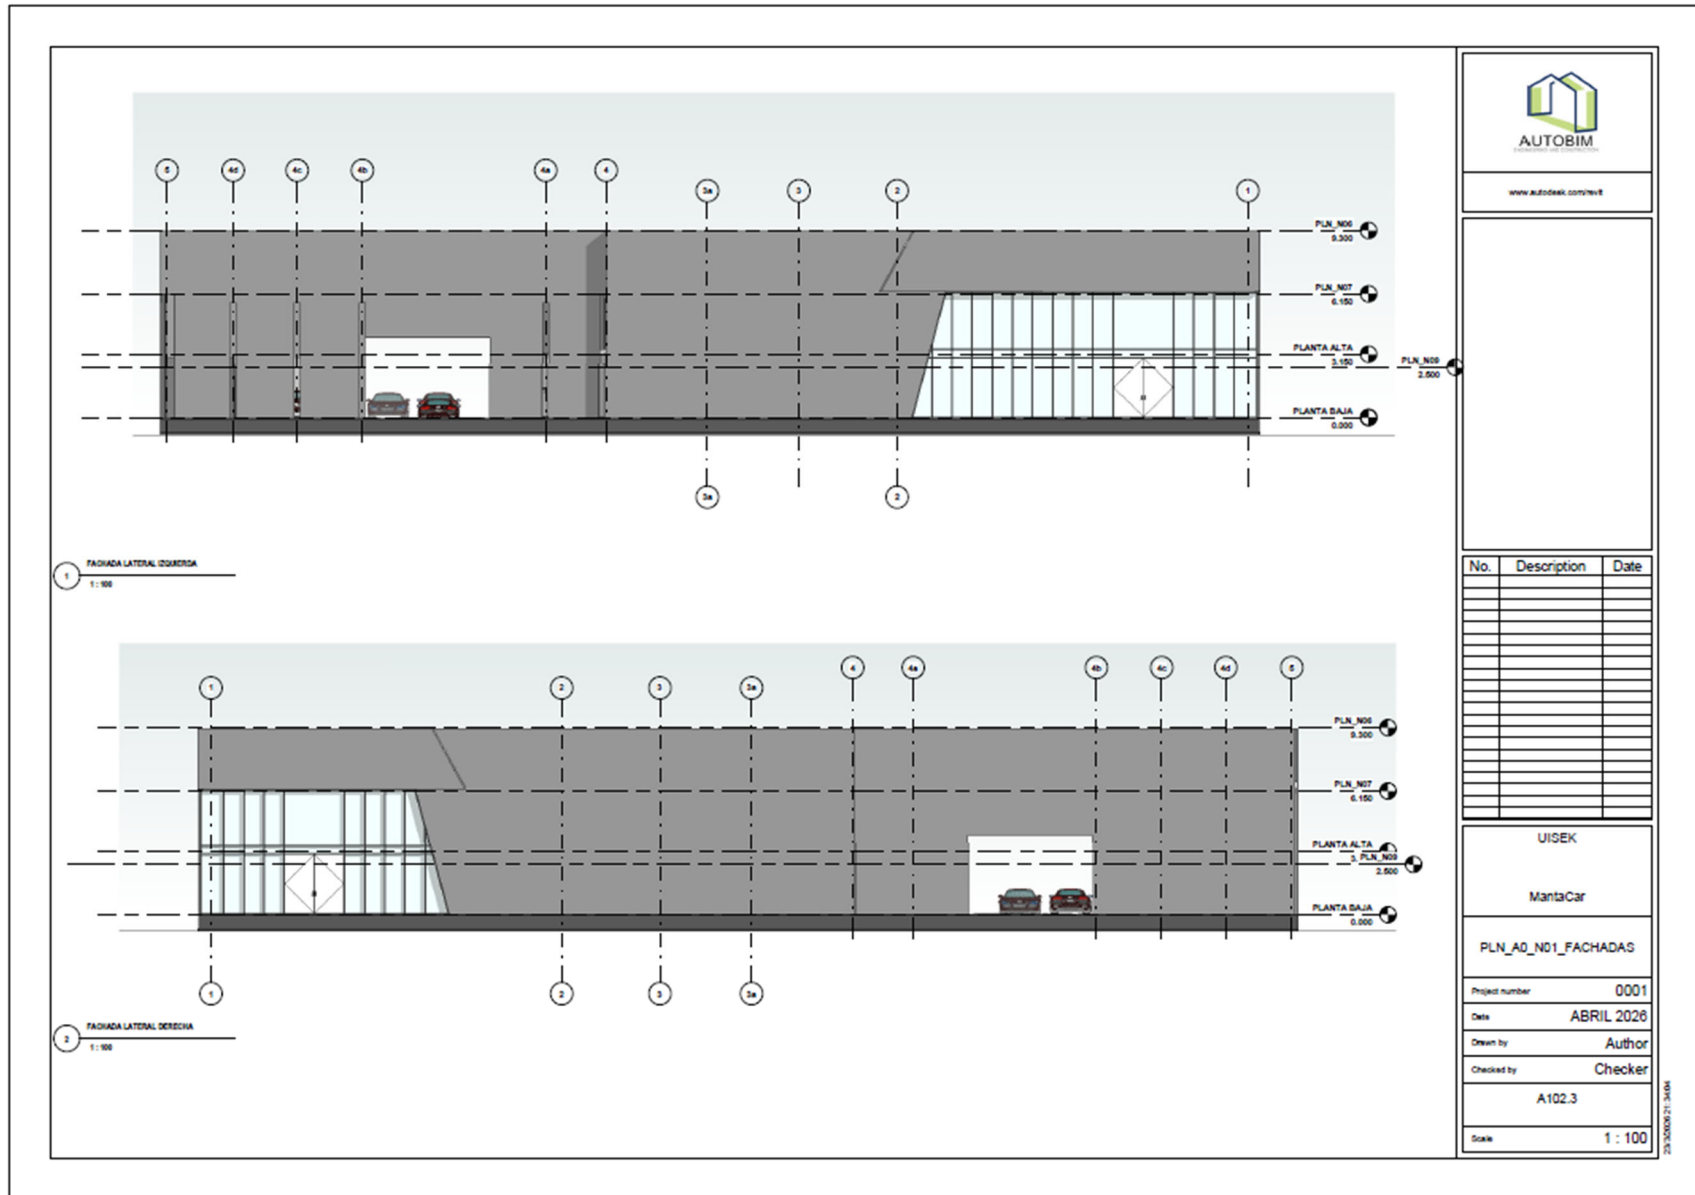 5
4d
4c
4b
4a
4
3a
3
2
1
PLN_N06
9.300
PLN_N07
6.150
PLANTA ALTA
3.150
PLN_N09
2.500
PLANTA BAJA
0.000
3a
2
1
FACHADA LATERAL IZQUIERDA
1 : 100
1
2
3
3a
4
4a
4b
4c
4d
5
PLN_N06
9.300
PLN_N07
6.150
PLANTA ALTA
3.
PLN_N09
2.500
PLANTA BAJA
0.000
1
2
3
3a
2
FACHADA LATERAL DERECHA
1 : 100
AUTOBIM
www.autodesk.com/revit
No. Description Date
UISEK
MantaCar
PLN_A0_N01_FACHADAS
Project number 0001
Date ABRIL 2026
Drawn by Author
Checked by Checker
A102.3
Scale 1 : 100